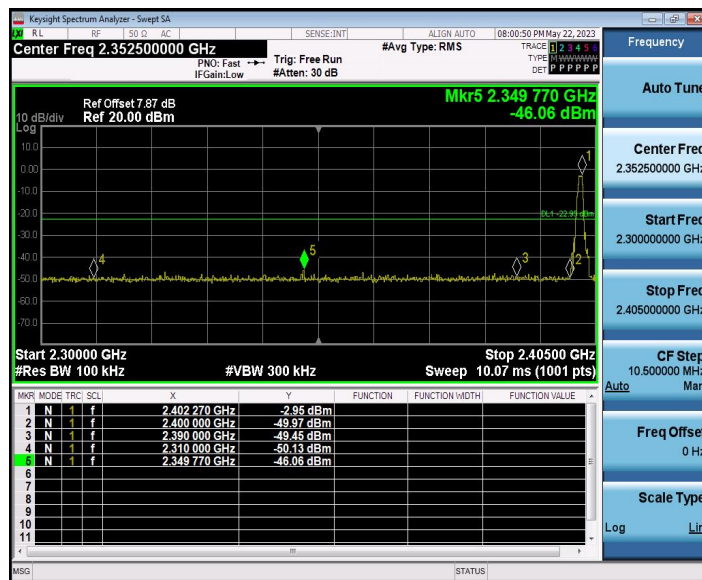 Keysight Spectrum Analyzer - Swept SA
LXI RL RF 50 Ω AC SENSE:INT ALIGN AUTO 08:00:50 PM May 22, 2023
Center Freq 2.352500000 GHz #Avg Type: RMS TRACE 1 2 3 4 5 6
PNO: Fast Trig: Free Run TYPE M W W W W W
IFGain:Low #Atten: 30 dB DET P P P P P P
Ref Offset 7.87 dB Mkr5 2.349 770 GHz
10 dB/div Ref 20.00 dBm -46.06 dBm
Log
10.0
0.00
-10.0
-20.0
DL1 -22.95 dBm
-30.0
-40.0
-50.0
-60.0
-70.0
1
2
3
4
5
Start 2.30000 GHz Stop 2.40500 GHz
#Res BW 100 kHz #VBW 300 kHz Sweep 10.07 ms (1001 pts)
MKR MODE TRC SCL X Y FUNCTION FUNCTION WIDTH FUNCTION VALUE
1 N 1 f 2.402 270 GHz -2.95 dBm
2 N 1 f 2.400 000 GHz -49.97 dBm
3 N 1 f 2.390 000 GHz -49.45 dBm
4 N 1 f 2.310 000 GHz -50.13 dBm
5 N 1 f 2.349 770 GHz -46.06 dBm
6
7
8
9
10
11
MSG STATUS
Frequency
Auto Tune
Center Freq
2.352500000 GHz
Start Freq
2.300000000 GHz
Stop Freq
2.405000000 GHz
CF Step
10.500000 MHz
Auto Man
Freq Offset
0 Hz
Scale Type
Log Lin